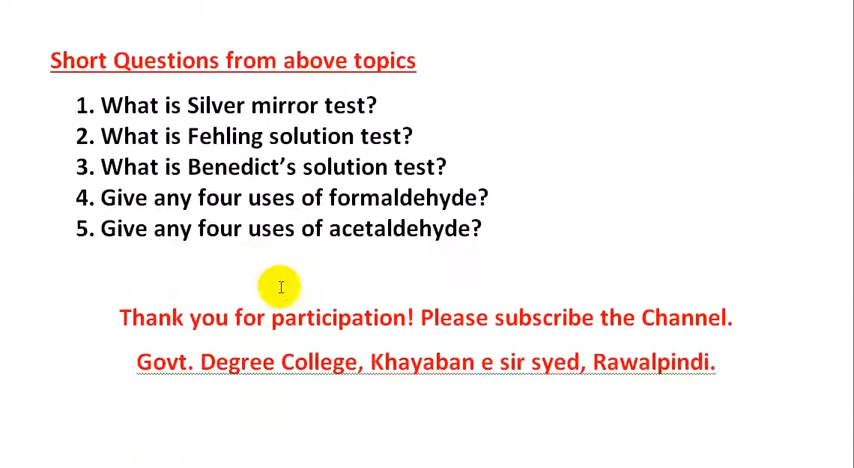 Short Questions from above topics
1. What is Silver mirror test?
2. What is Fehling solution test?
3. What is Benedict's solution test?
4. Give any four uses of formaldehyde?
5. Give any four uses of acetaldehyde?
Thank you for participation! Please subscribe the Channel.
Govt. Degree College, Khayaban e sir syed, Rawalpindi.